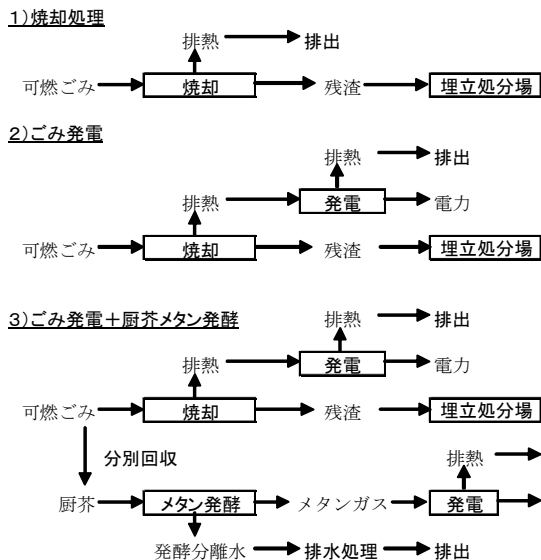 1)焼却処理
排熱 排出
可燃ごみ 焼却 残渣 埋立処分場
2)ごみ発電
排熱 排出
排熱 発電 電力
可燃ごみ 焼却 残渣 埋立処分場
3)ごみ発電+厨芥メタン発酵
排熱 排出
排熱 発電 電力
可燃ごみ 焼却 残渣 埋立処分場
分別回収
排熱
厨芥 メタン発酵 メタンガス 発電
発酵分離水 排水処理 排出